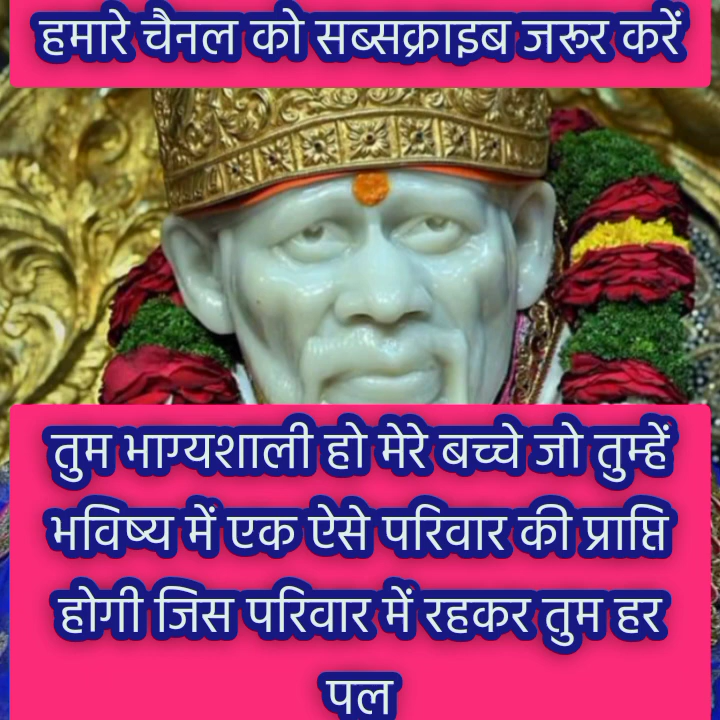 हमारे चैनल को सब्सक्राइब जरूर करें
तुम भाग्यशाली हो मेरे बच्चे जो तुम्हें
भविष्य में एक ऐसे परिवार की प्राप्ति
होगी जिस परिवार में रहकर तुम हर
पल